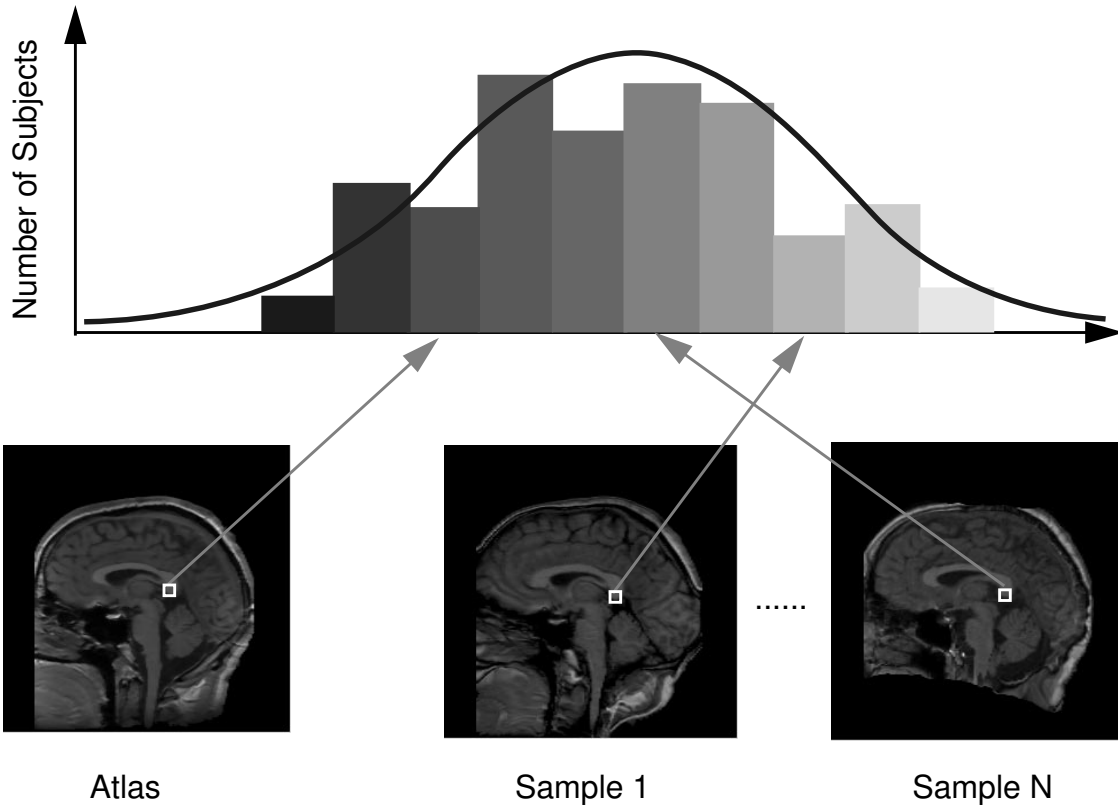 Number of Subjects
......
Atlas
Sample 1
Sample N